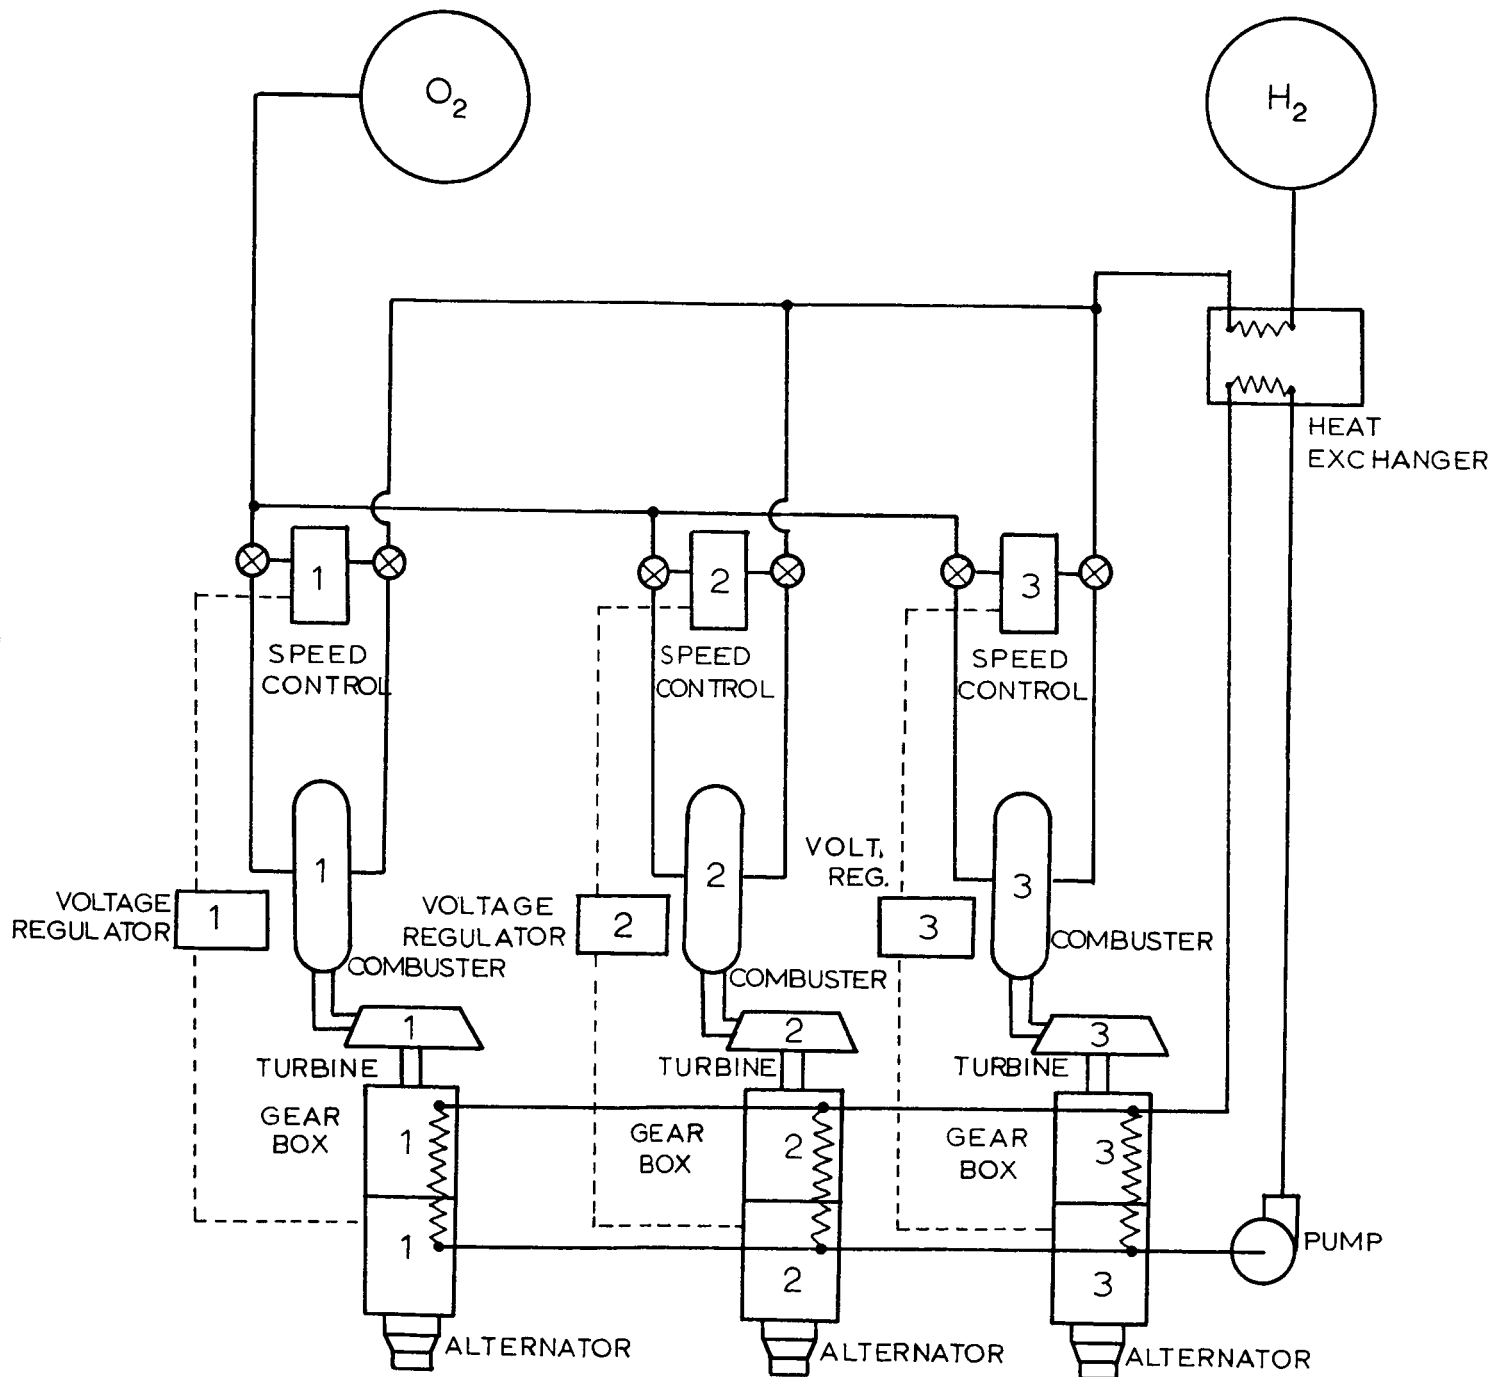 O2
H2
HEAT
EXCHANGER
1
2
3
SPEED
CONTROL
SPEED
CONTROL
SPEED
CONTROL
1
2
3
VOLTAGE
REGULATOR
1
VOLTAGE
REGULATOR
2
VOLT.
REG.
3
COMBUSTER
COMBUSTER
COMBUSTER
1
2
3
TURBINE
TURBINE
TURBINE
GEAR
BOX
1
GEAR
BOX
2
GEAR
BOX
3
1
2
3
PUMP
ALTERNATOR
ALTERNATOR
ALTERNATOR